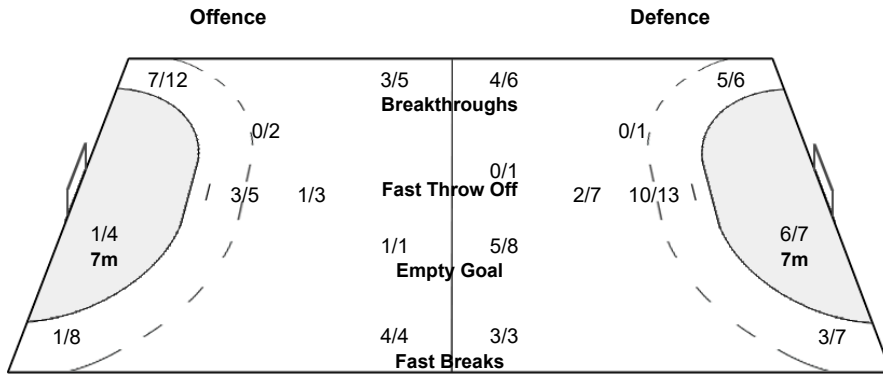 Offence Defence
7/12 3/5 4/6 5/6
Breakthroughs
0/2 0/1
0/1
Fast Throw Off
3/5 1/3 2/7 10/13
1/4 1/1 5/8 6/7
7m Empty Goal 7m
1/8 4/4 3/3 3/7
Fast Breaks